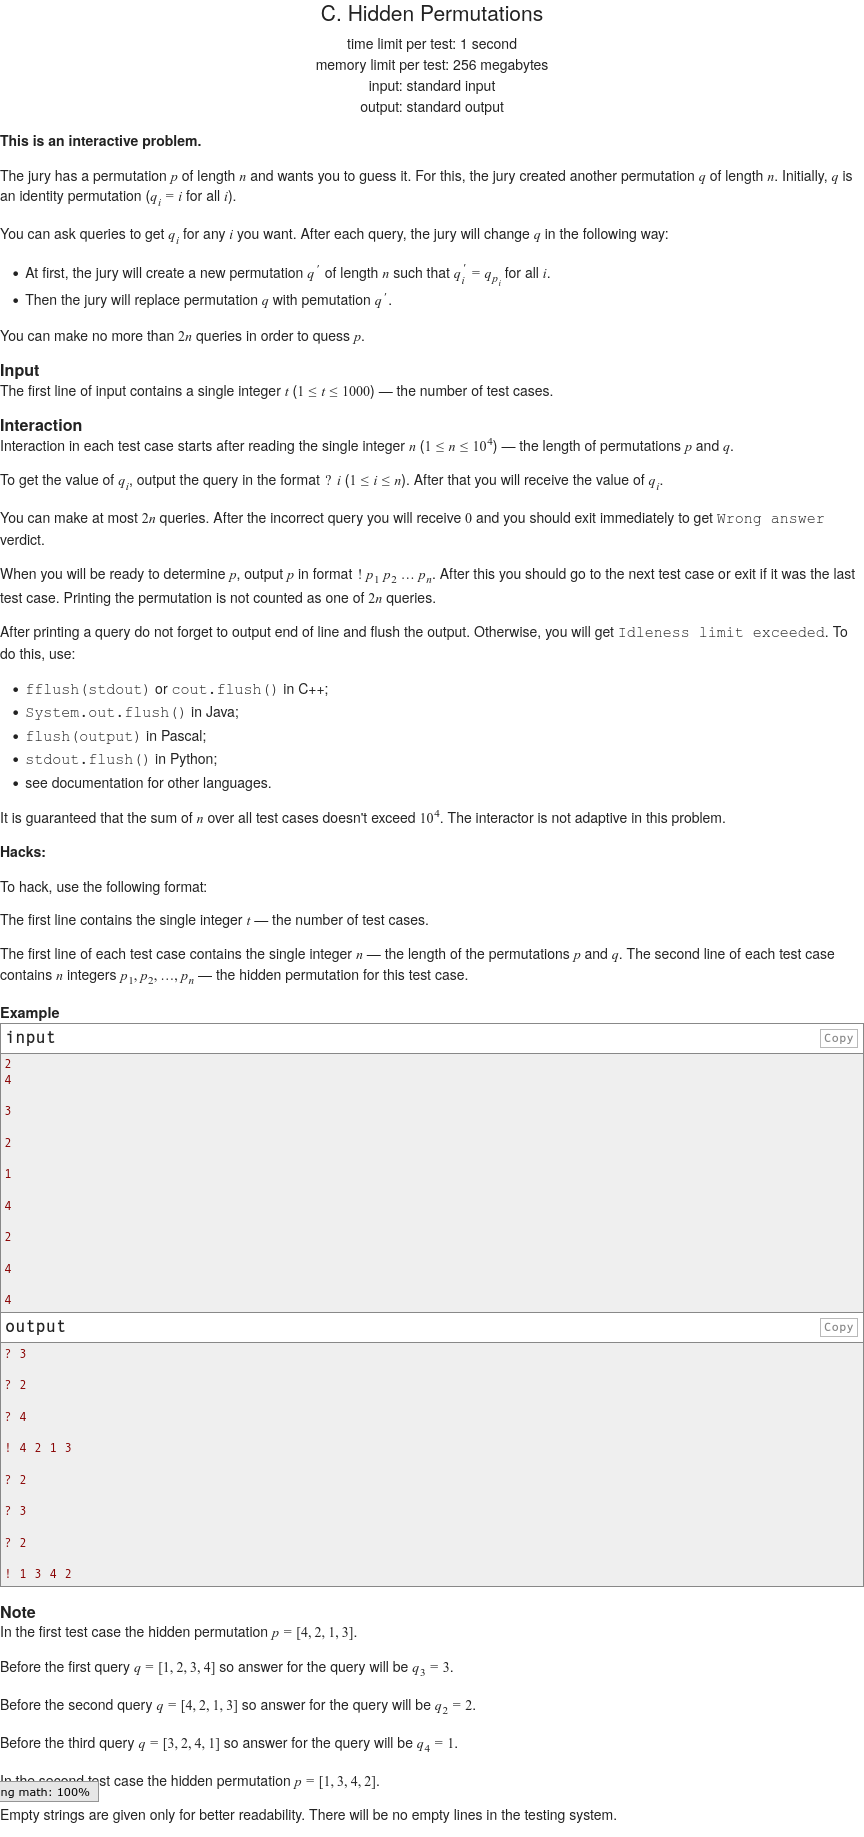 C. Hidden Permutations
time limit per test: 1 second
memory limit per test: 256 megabytes
input: standard input
output: standard output
This is an interactive problem.
The jury has a permutation p of length n and wants you to guess it. For this, the jury created another permutation q of length n. Initially, q is
an identity permutation (q_i = i for all i).
You can ask queries to get q_i for any i you want. After each query, the jury will change q in the following way:
• At first, the jury will create a new permutation q′ of length n such that q′_i = q_{p_i} for all i.
• Then the jury will replace permutation q with pemutation q′.
You can make no more than 2n queries in order to quess p.
Input
The first line of input contains a single integer t (1 ≤ t ≤ 1000) — the number of test cases.
Interaction
Interaction in each test case starts after reading the single integer n (1 ≤ n ≤ 10^4) — the length of permutations p and q.
To get the value of q_i, output the query in the format ? i (1 ≤ i ≤ n). After that you will receive the value of q_i.
You can make at most 2n queries. After the incorrect query you will receive 0 and you should exit immediately to get Wrong answer
verdict.
When you will be ready to determine p, output p in format ! p_1 p_2 … p_n. After this you should go to the next test case or exit if it was the last
test case. Printing the permutation is not counted as one of 2n queries.
After printing a query do not forget to output end of line and flush the output. Otherwise, you will get Idleness limit exceeded. To
do this, use:
• fflush(stdout) or cout.flush() in C++;
• System.out.flush() in Java;
• flush(output) in Pascal;
• stdout.flush() in Python;
• see documentation for other languages.
It is guaranteed that the sum of n over all test cases doesn't exceed 10^4. The interactor is not adaptive in this problem.
Hacks:
To hack, use the following format:
The first line contains the single integer t — the number of test cases.
The first line of each test case contains the single integer n — the length of the permutations p and q. The second line of each test case
contains n integers p_1, p_2, …, p_n — the hidden permutation for this test case.
Example
input
Copy
2
4
3
2
1
4
2
4
4
output
Copy
? 3
? 2
? 4
! 4 2 1 3
? 2
? 3
? 2
! 1 3 4 2
Note
In the first test case the hidden permutation p = [4, 2, 1, 3].
Before the first query q = [1, 2, 3, 4] so answer for the query will be q_3 = 3.
Before the second query q = [4, 2, 1, 3] so answer for the query will be q_2 = 2.
Before the third query q = [3, 2, 4, 1] so answer for the query will be q_4 = 1.
In the second test case the hidden permutation p = [1, 3, 4, 2].
ng math: 100%
Empty strings are given only for better readability. There will be no empty lines in the testing system.